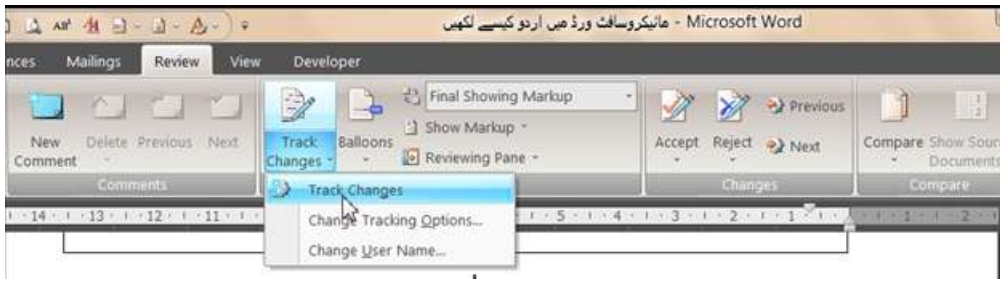 مائیکروسافٹ ورڈ میں اردو کیسے لکھیں - Microsoft Word
Mailings Review View Developer
Final Showing Markup
Show Markup
Reviewing Pane
New Comment
Delete Previous Next
Track Changes
Balloons
Accept Reject
Previous
Next
Compare
Show Sour
Documents
Comments
Changes
Compare
Track Changes
Change Tracking Options...
Change User Name...
14 13 12 11 5 4 3 2 1 1 2